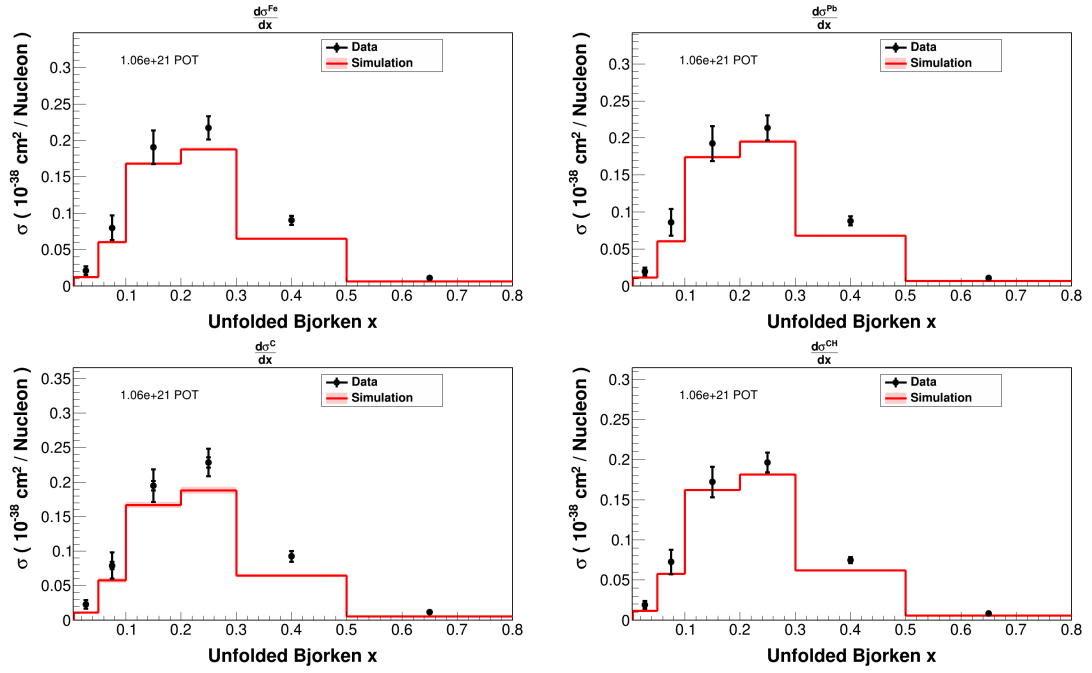 dσ^Fe
dx
1.06e+21 POT
Data
Simulation
σ ( 10^-38 cm^2 / Nucleon )
0.3
0.25
0.2
0.15
0.1
0.05
0
0.1 0.2 0.3 0.4 0.5 0.6 0.7 0.8
Unfolded Bjorken x
dσ^Pb
dx
1.06e+21 POT
Data
Simulation
σ ( 10^-38 cm^2 / Nucleon )
0.3
0.25
0.2
0.15
0.1
0.05
0
0.1 0.2 0.3 0.4 0.5 0.6 0.7 0.8
Unfolded Bjorken x
dσ^C
dx
1.06e+21 POT
Data
Simulation
σ ( 10^-38 cm^2 / Nucleon )
0.35
0.3
0.25
0.2
0.15
0.1
0.05
0
0.1 0.2 0.3 0.4 0.5 0.6 0.7 0.8
Unfolded Bjorken x
dσ^CH
dx
1.06e+21 POT
Data
Simulation
σ ( 10^-38 cm^2 / Nucleon )
0.3
0.25
0.2
0.15
0.1
0.05
0
0.1 0.2 0.3 0.4 0.5 0.6 0.7 0.8
Unfolded Bjorken x